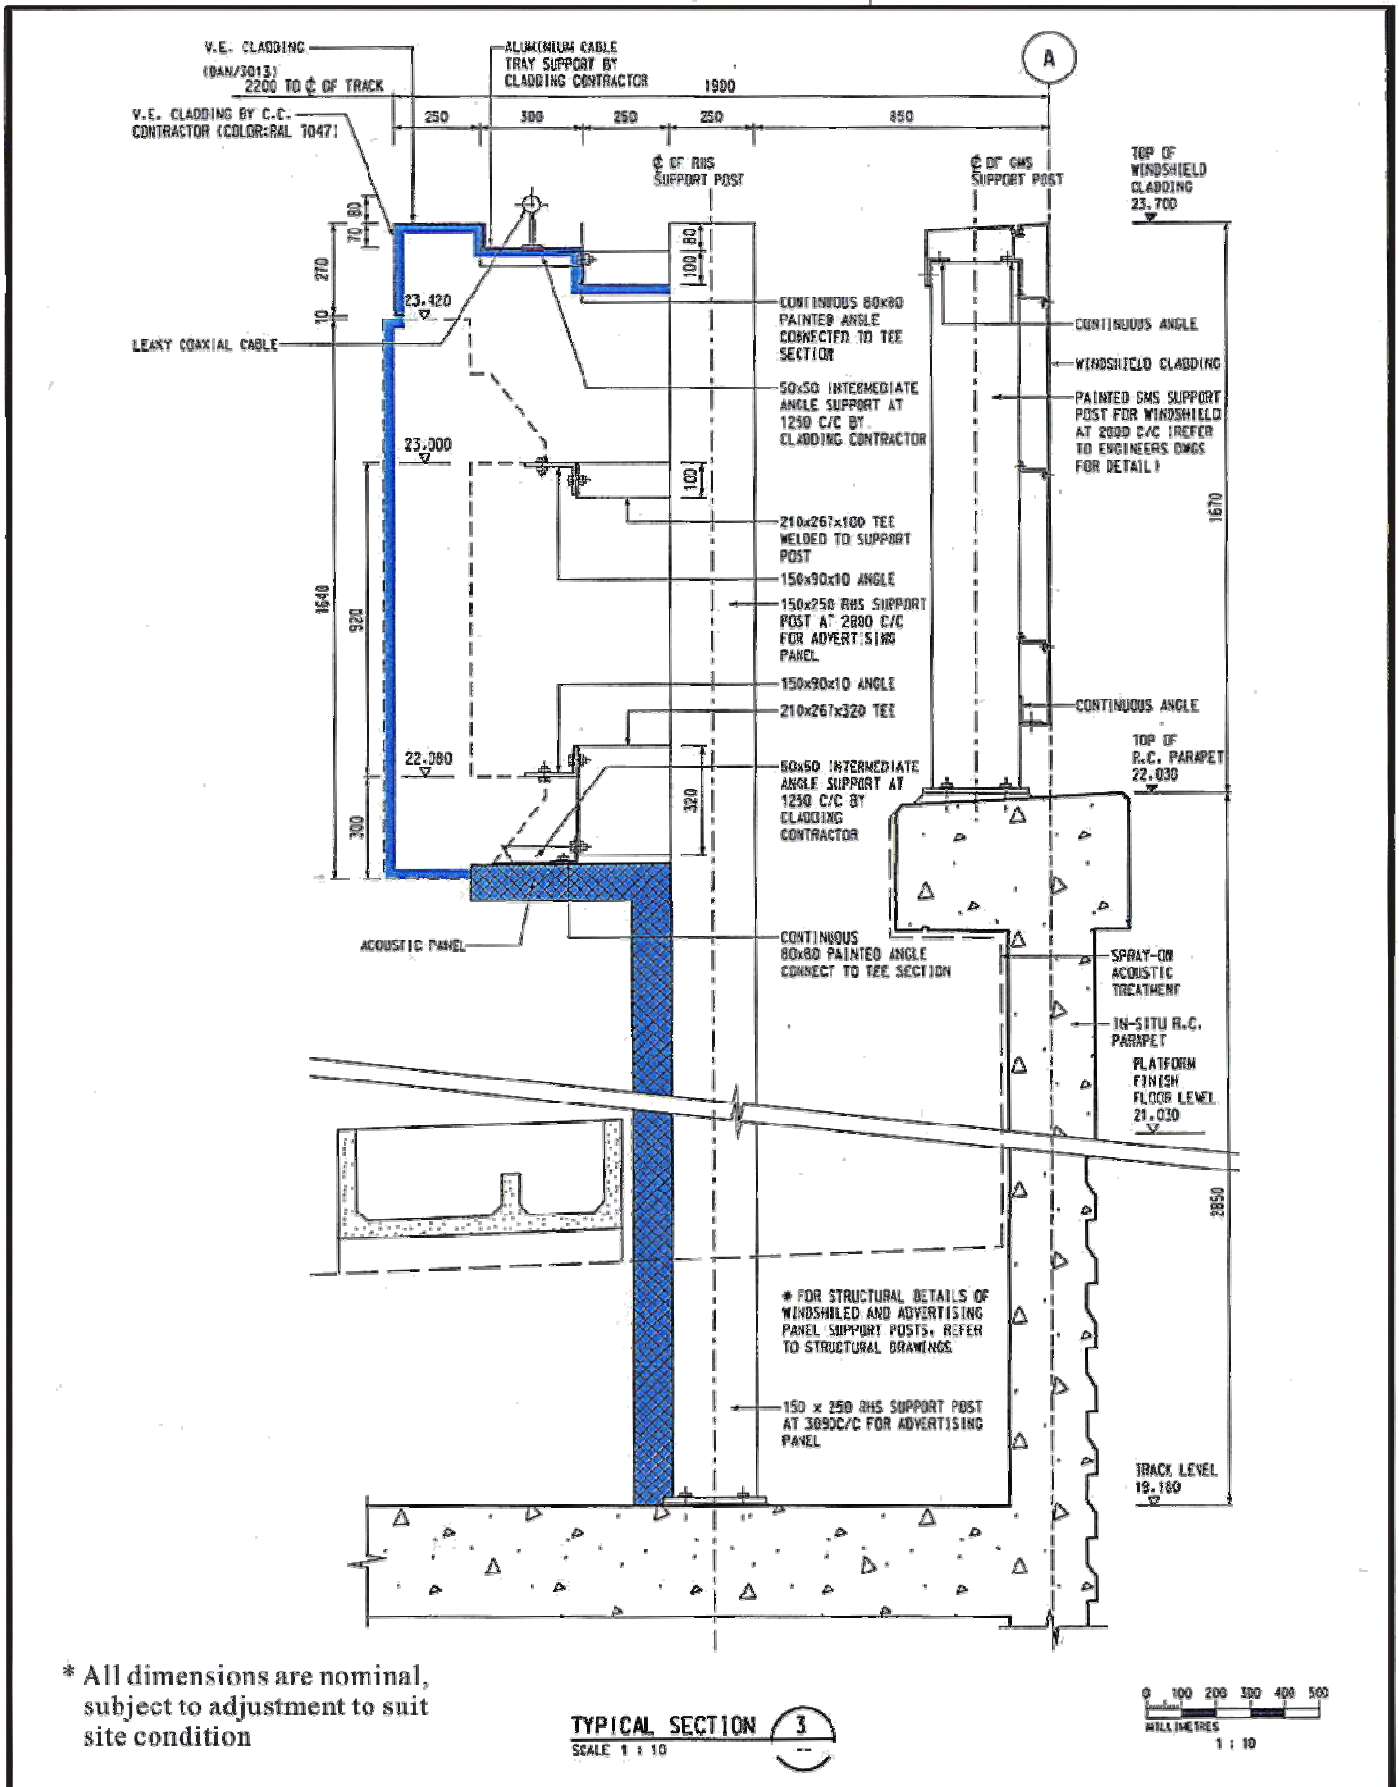 V.E. CLADDING
(DAN/3013)
2200 TO ℄ OF TRACK
V.E. CLADDING BY C.C.
CONTRACTOR (COLOR:RAL 7047)
ALUMINIUM CABLE
TRAY SUPPORT BY
CLADDING CONTRACTOR
1900
A
250
300
250
250
850
℄ OF RHS
SUPPORT POST
℄ OF GMS
SUPPORT POST
TOP OF
WINDSHIELD
CLADDING
23.700
80
70
270
10
80
100
23.420
LEAKY COAXIAL CABLE
CONTINUOUS 80x80
PAINTED ANGLE
CONNECTED TO TEE
SECTION
CONTINUOUS ANGLE
WINDSHIELD CLADDING
50x50 INTERMEDIATE
ANGLE SUPPORT AT
1250 C/C BY
CLADDING CONTRACTOR
PAINTED GMS SUPPORT
POST FOR WINDSHIELD
AT 2000 C/C (REFER
TO ENGINEERS DWGS
FOR DETAIL)
23.000
100
1670
210x267x100 TEE
WELDED TO SUPPORT
POST
150x90x10 ANGLE
1640
920
150x250 RHS SUPPORT
POST AT 2800 C/C
FOR ADVERTISING
PANEL
150x90x10 ANGLE
210x267x320 TEE
CONTINUOUS ANGLE
TOP OF
R.C. PARAPET
22.030
22.080
50x50 INTERMEDIATE
ANGLE SUPPORT AT
1250 C/C BY
CLADDING
CONTRACTOR
300
320
ACOUSTIC PANEL
CONTINUOUS
80x80 PAINTED ANGLE
CONNECT TO TEE SECTION
SPRAY-ON
ACOUSTIC
TREATMENT
IN-SITU R.C.
PARAPET
PLATFORM
FINISH
FLOOR LEVEL
21.030
2850
* FOR STRUCTURAL DETAILS OF
WINDSHILED AND ADVERTISING
PANEL SUPPORT POSTS, REFER
TO STRUCTURAL DRAWINGS
150 x 250 RHS SUPPORT POST
AT C/C FOR ADVERTISING
PANEL
TRACK LEVEL
19.180
* All dimensions are nominal,
subject to adjustment to suit
site condition
TYPICAL SECTION 3
SCALE 1 : 10 --
0 100 200 300 400 500
MILLIMETRES
1 : 10